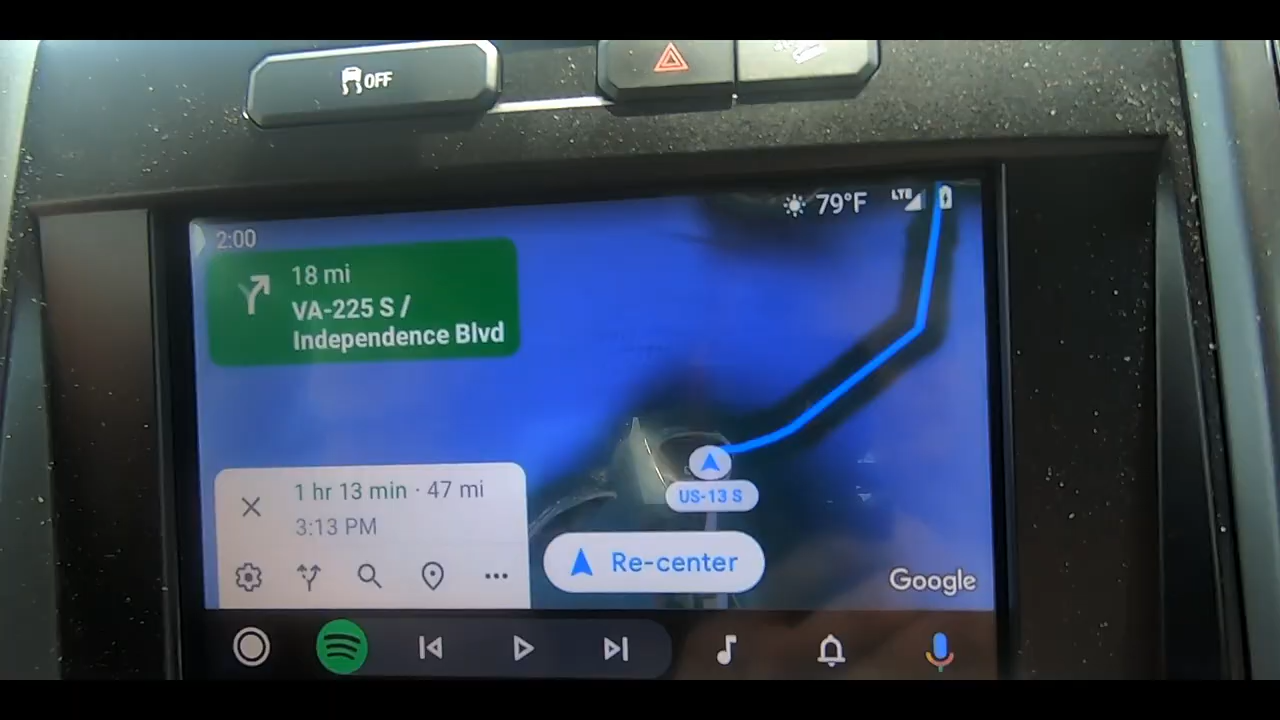 OFF
79°F
LTE
2:00
18 mi
VA-225 S /
Independence Blvd
1 hr 13 min · 47 mi
3:13 PM
US-13 S
Re-center
Google